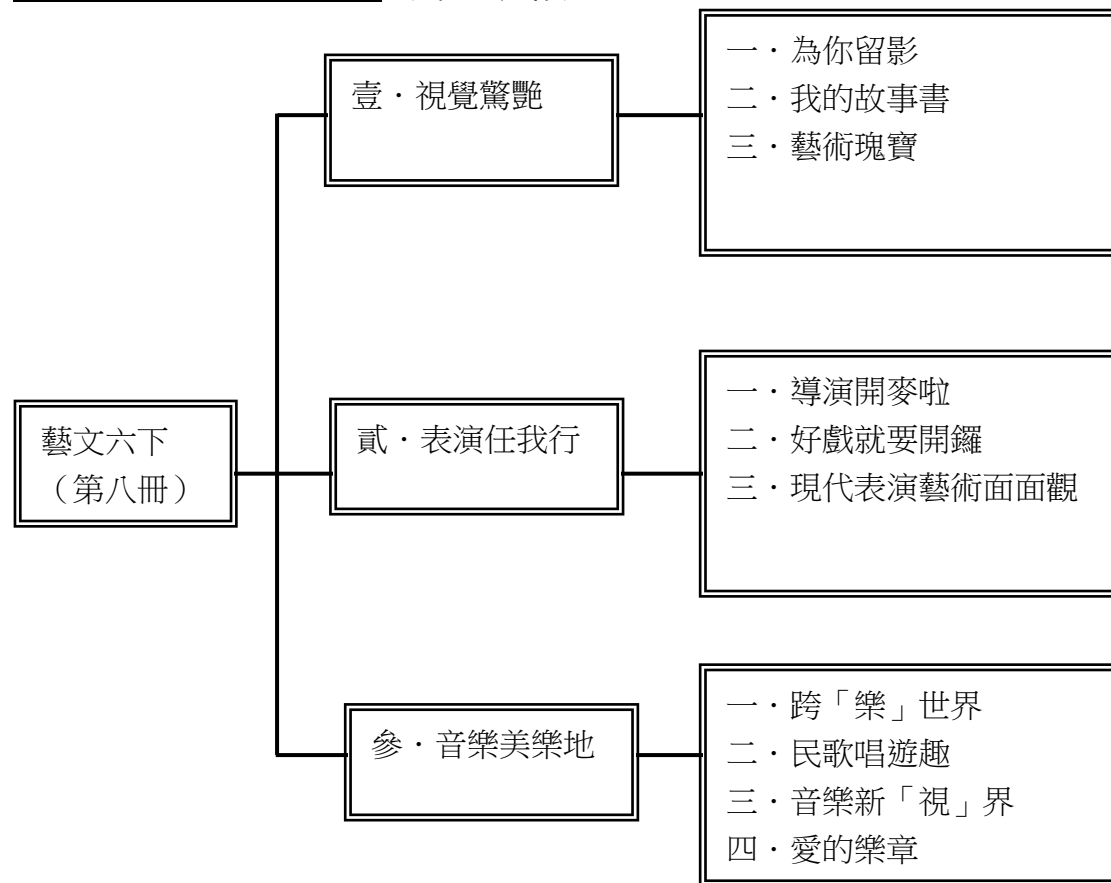 藝文六下
（第八冊）
壹．視覺驚艷
一．為你留影
二．我的故事書
三．藝術瑰寶
貳．表演任我行
一．導演開麥啦
二．好戲就要開鑼
三．現代表演藝術面面觀
參．音樂美樂地
一．跨「樂」世界
二．民歌唱遊趣
三．音樂新「視」界
四．愛的樂章